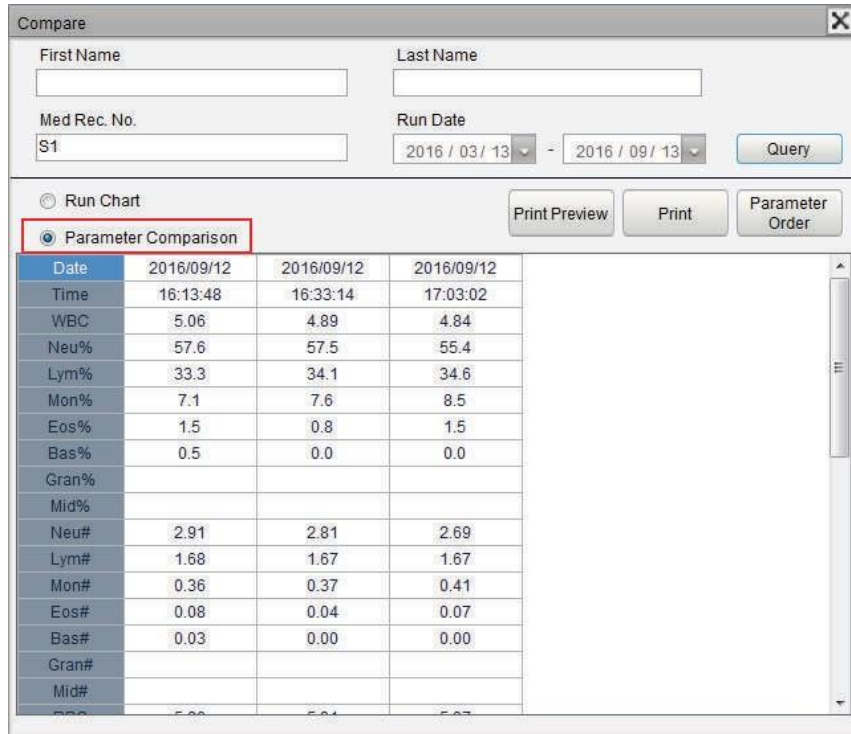 Compare
First Name Last Name
Med Rec. No. Run Date
S1 2016 / 03/ 13 - 2016 / 09/ 13 Query
Run Chart
Print Preview Print Parameter Order
Parameter Comparison
Date 2016/09/12 2016/09/12 2016/09/12
Time 16:13:48 16:33:14 17:03:02
WBC 5.06 4.89 4.84
Neu% 57.6 57.5 55.4
Lym% 33.3 34.1 34.6
Mon% 7.1 7.6 8.5
Eos% 1.5 0.8 1.5
Bas% 0.5 0.0 0.0
Gran%
Mid%
Neu# 2.91 2.81 2.69
Lym# 1.68 1.67 1.67
Mon# 0.36 0.37 0.41
Eos# 0.08 0.04 0.07
Bas# 0.03 0.00 0.00
Gran#
Mid#